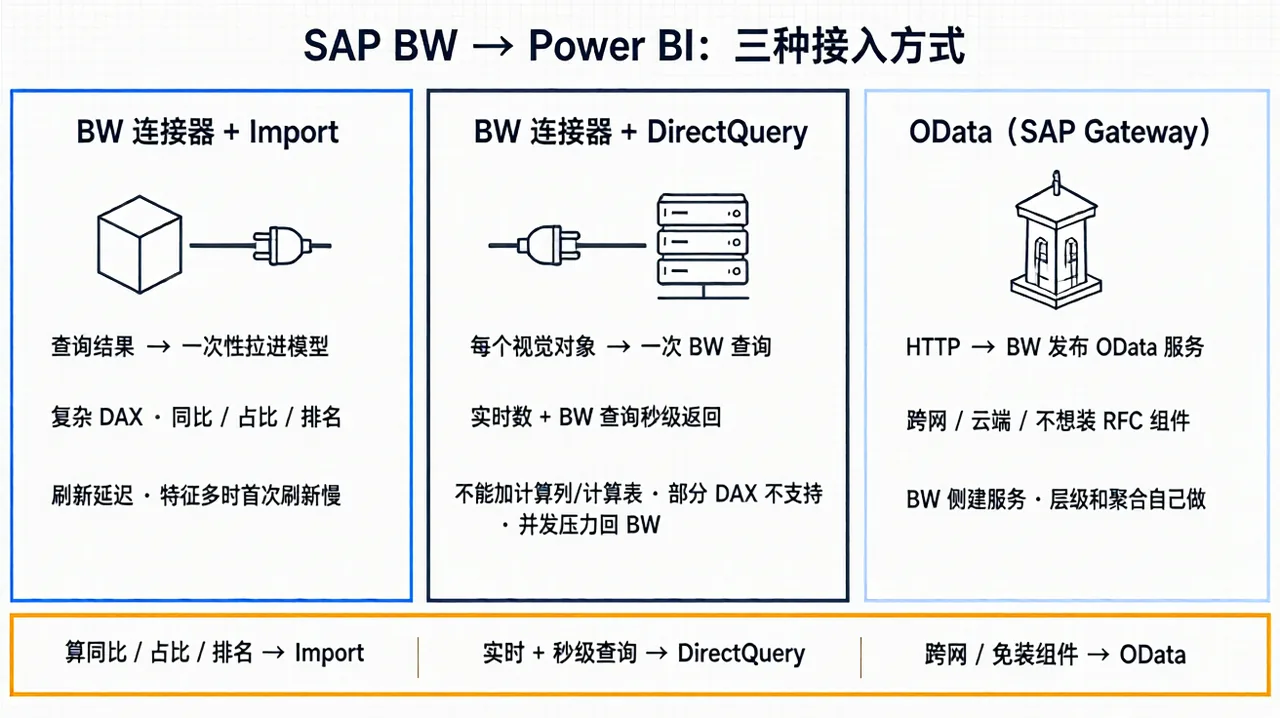 SAP BW → Power BI：三种接入方式
BW 连接器 + Import
查询结果 → 一次性拉进模型
复杂 DAX · 同比 / 占比 / 排名
刷新延迟 · 特征多时首次刷新慢
BW 连接器 + DirectQuery
每个视觉对象 → 一次 BW 查询
实时数 + BW 查询秒级返回
不能加计算列/计算表 · 部分 DAX 不支持
· 并发压力回 BW
OData（SAP Gateway）
HTTP → BW 发布 OData 服务
跨网 / 云端 / 不想装 RFC 组件
BW 侧建服务 · 层级和聚合自己做
算同比 / 占比 / 排名 → Import
实时 + 秒级查询 → DirectQuery
跨网 / 免装组件 → OData